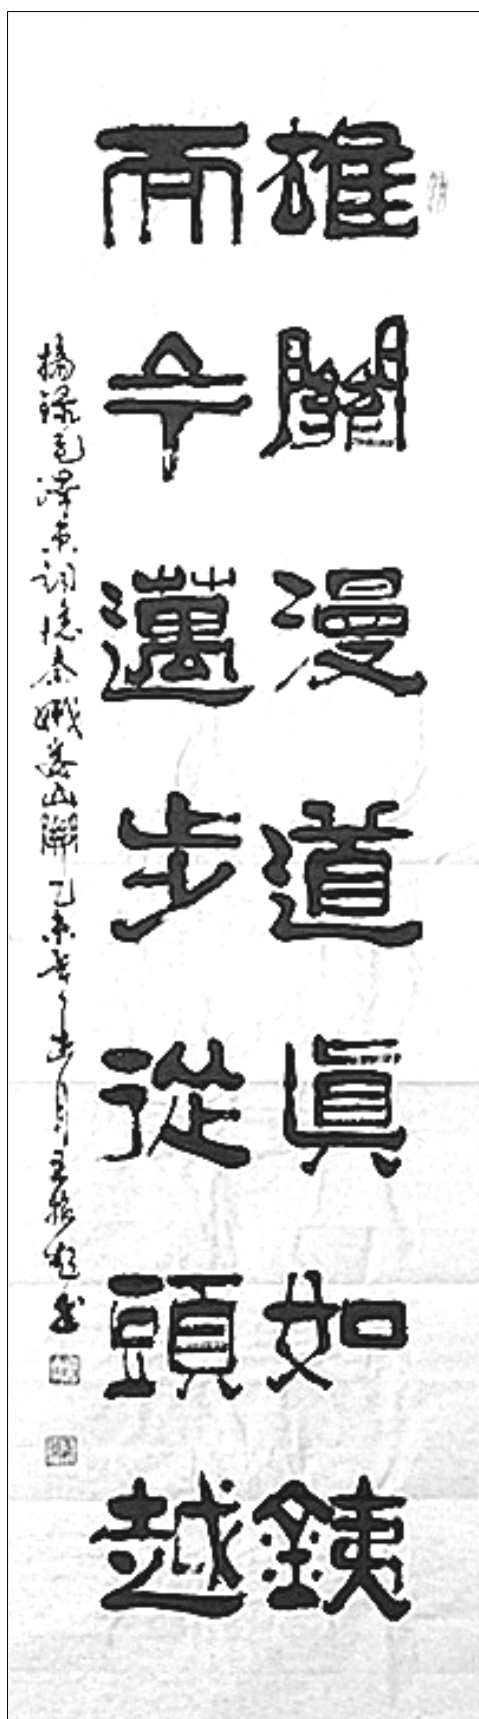 雄關漫道真如鉄
而今邁步從頭越
摘錄毛澤東詞憶秦娥婁山關 乙未年